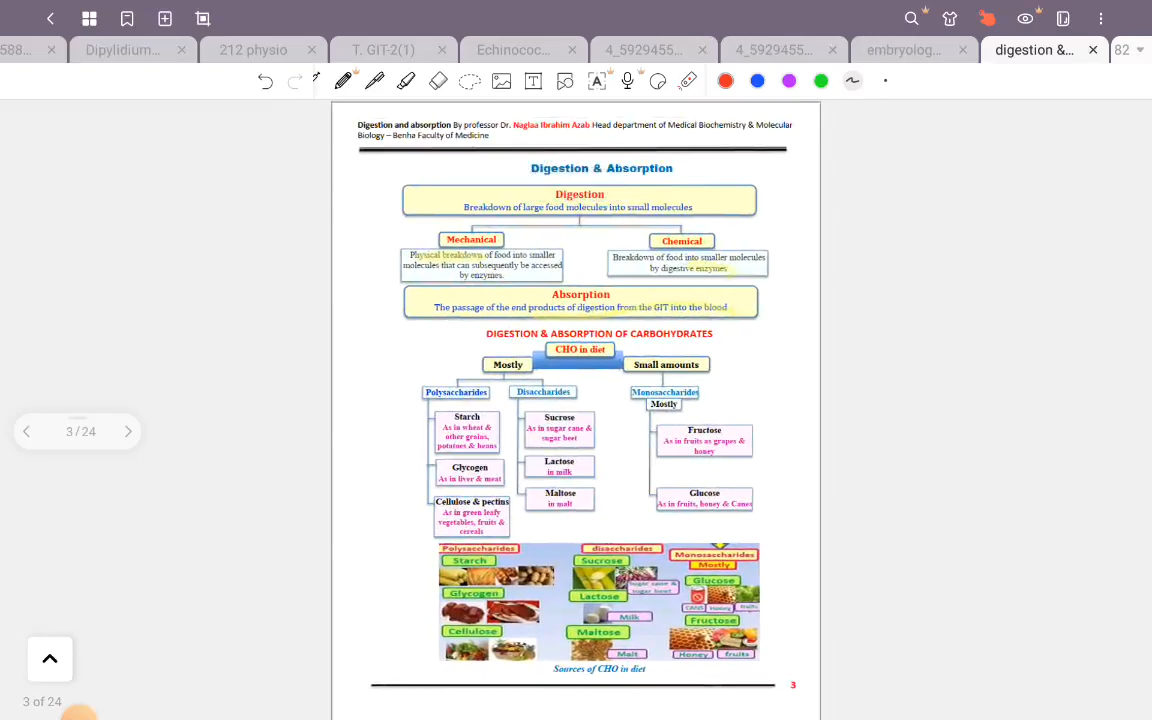 588...
Dipylidium...
212 physio
T. GIT-2(1)
Echinococ...
4_5929455...
4_5929455...
embryolog...
digestion &...
82
Digestion and absorption By professor Dr. Naglaa Ibrahim Azab Head department of Medical Biochemistry & Molecular
Biology – Benha Faculty of Medicine
Digestion & Absorption
Digestion
Breakdown of large food molecules into small molecules
Mechanical
Physical breakdown of food into smaller
molecules that can subsequently be accessed
by enzymes.
Chemical
Breakdown of food into smaller molecules
by digestive enzymes
Absorption
The passage of the end products of digestion from the GIT into the blood
DIGESTION & ABSORPTION OF CARBOHYDRATES
CHO in diet
Mostly
Small amounts
Polysaccharides
Starch
As in wheat &
other grains,
potatoes & beans
Glycogen
As in liver & meat
Cellulose & pectins
As in green leafy
vegetables, fruits &
cereals
Disaccharides
Sucrose
As in sugar cane &
sugar beet
Lactose
in milk
Maltose
in malt
Monosaccharides
Mostly
Fructose
As in fruits as grapes &
honey
Glucose
As in fruits, honey & Canes
Polysaccharides
Starch
Glycogen
Cellulose
disaccharides
Sucrose
Sugar cane &
sugar beet
Lactose
Milk
Maltose
Malt
Monosaccharides
Mostly
Glucose
Honey
fruits
Fructose
Honey
fruits
Sources of CHO in diet
3
3 / 24
3 of 24